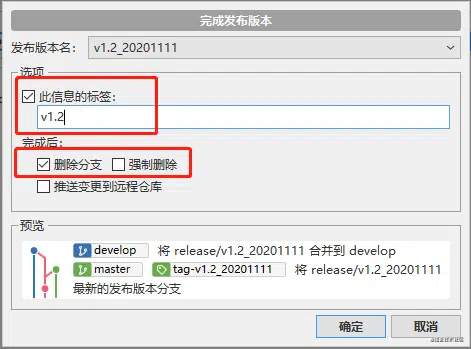 完成发布版本
发布版本名： v1.2_20201111
选项
此信息的标签：
v1.2
完成后：
删除分支 强制删除
推送变更到远程仓库
预览
develop 将 release/v1.2_20201111 合并到 develop
master tag-v1.2_20201111 将 release/v1.2_20201111
最新的发布版本分支
确定 取消